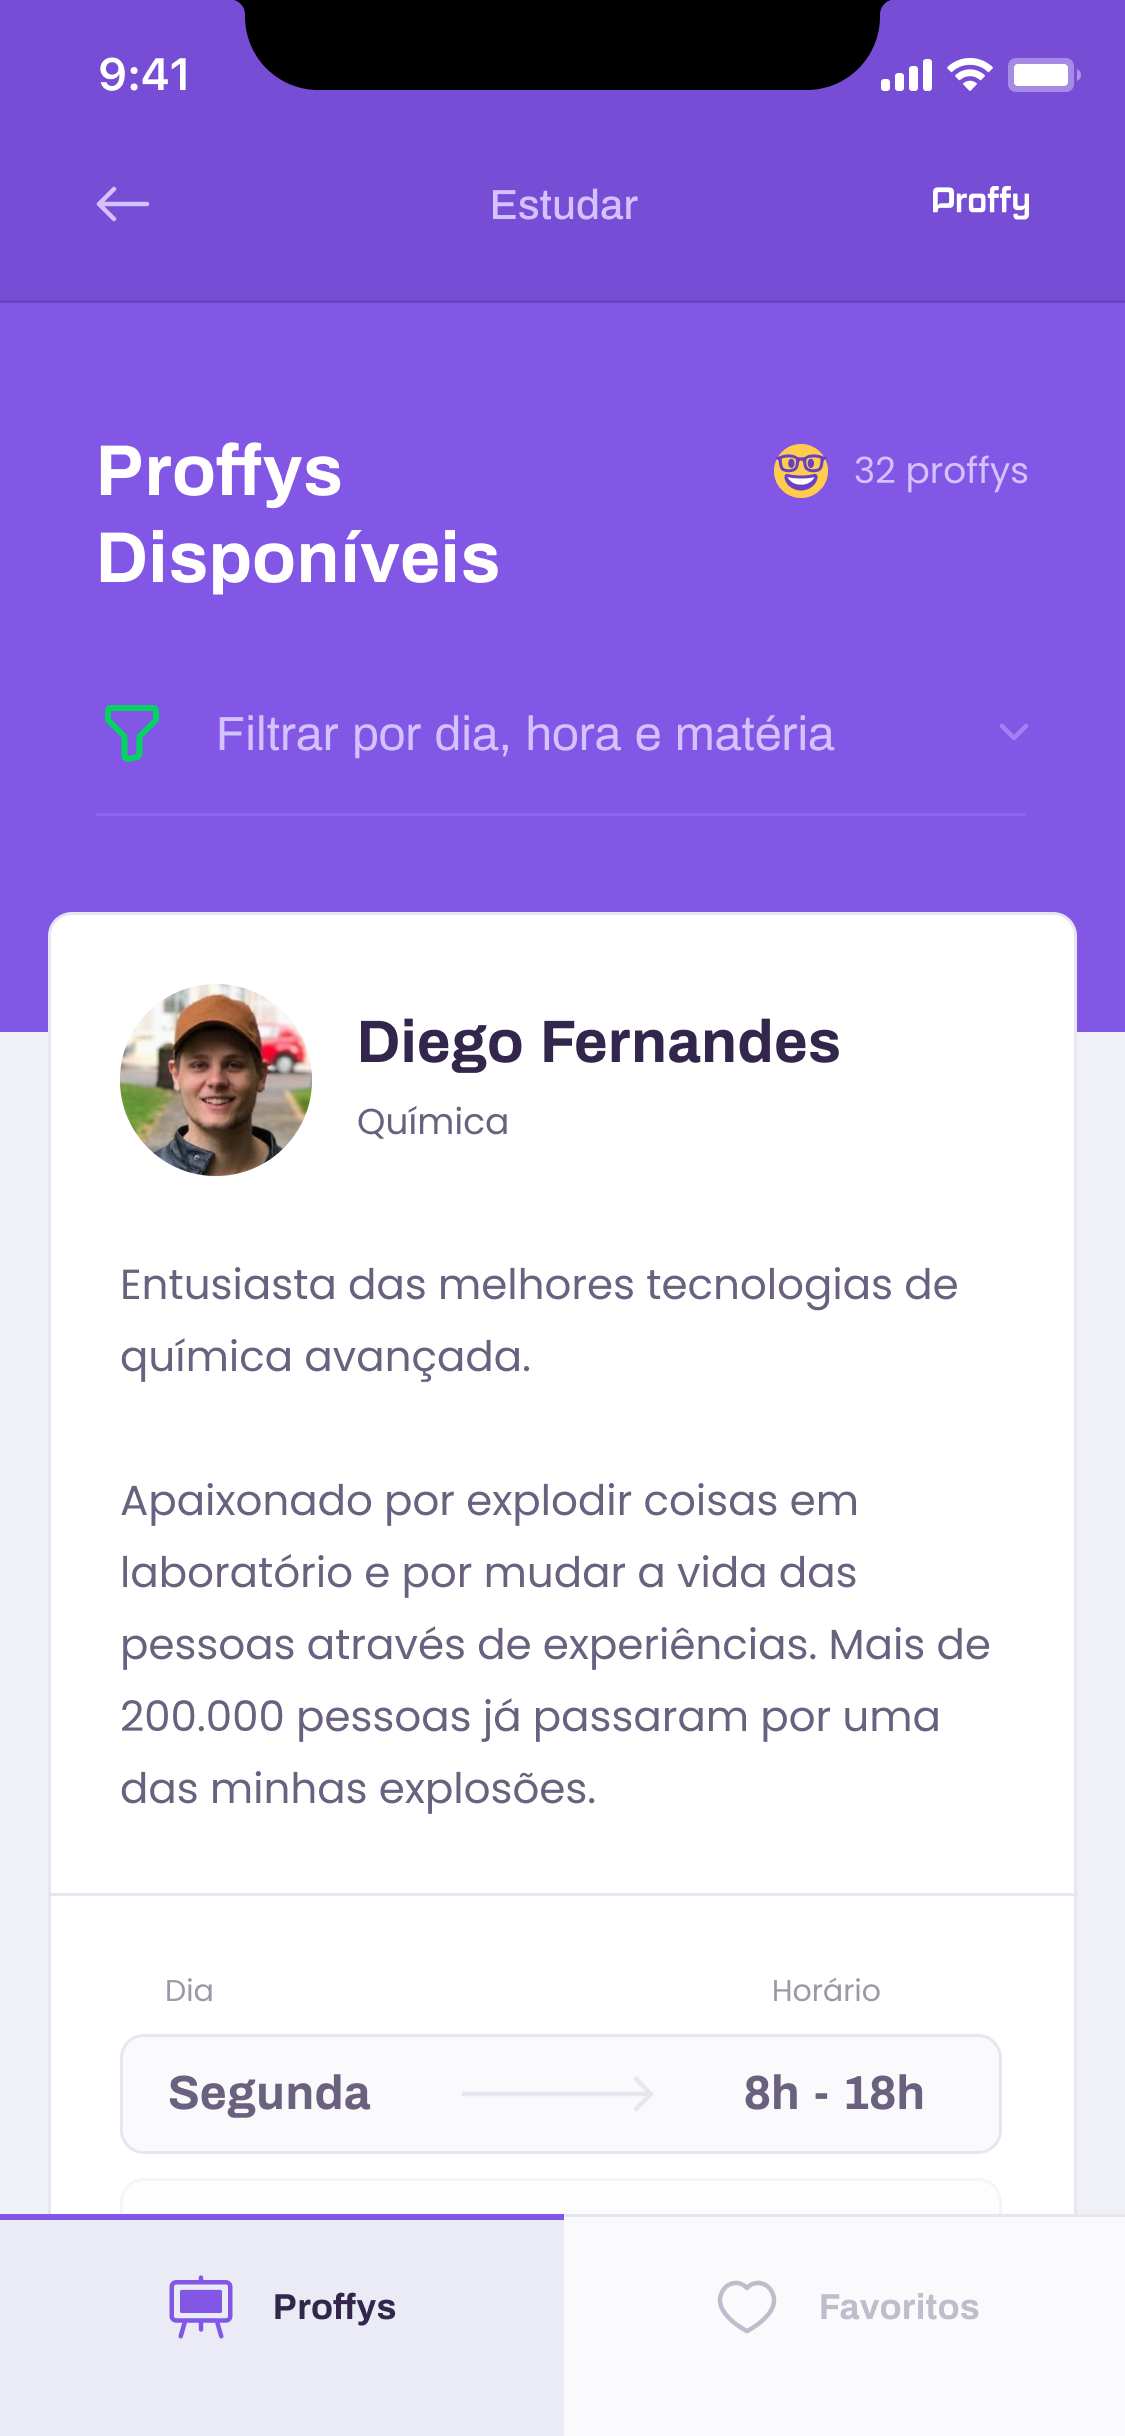 9:41
Estudar
Proffy
Proffys
Disponíveis
32 proffys
Filtrar por dia, hora e matéria
Diego Fernandes
Química
Entusiasta das melhores tecnologias de
química avançada.
Apaixonado por explodir coisas em
laboratório e por mudar a vida das
pessoas através de experiências. Mais de
200.000 pessoas já passaram por uma
das minhas explosões.
Dia Horário
Segunda 8h - 18h
Proffys Favoritos